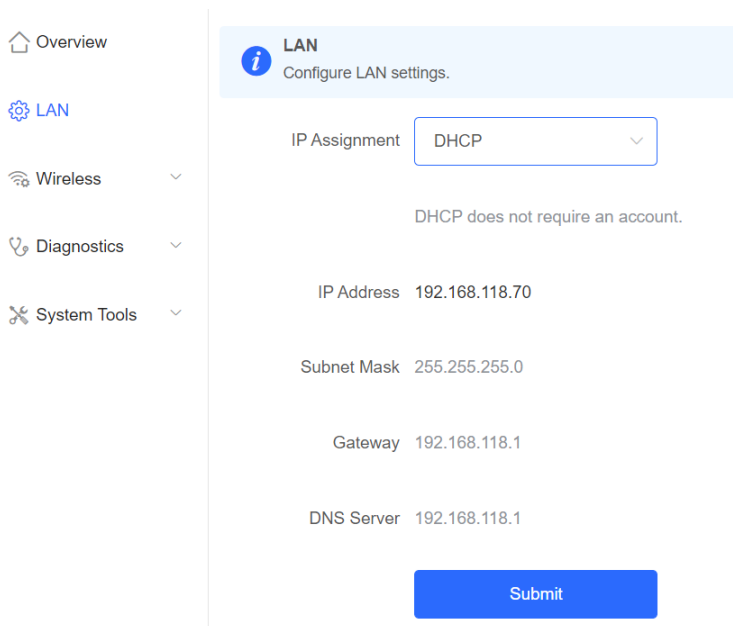 Overview
LAN
Wireless
Diagnostics
System Tools
i
LAN
Configure LAN settings.
IP Assignment DHCP
DHCP does not require an account.
IP Address 192.168.118.70
Subnet Mask 255.255.255.0
Gateway 192.168.118.1
DNS Server 192.168.118.1
Submit